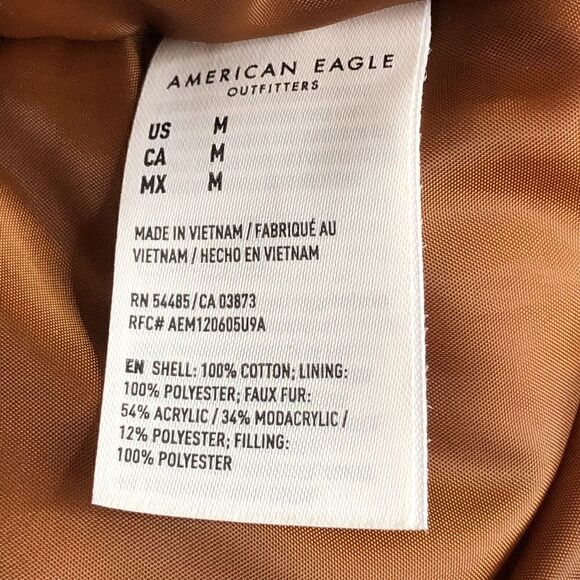 AMERICAN EAGLE
OUTFITTERS
US M
CA M
MX M
MADE IN VIETNAM / FABRIQUÉ AU
VIETNAM / HECHO EN VIETNAM
RN 54485/CA 03873
RFC# AEM120605U9A
EN SHELL: 100% COTTON; LINING:
100% POLYESTER; FAUX FUR:
54% ACRYLIC / 34% MODACRYLIC /
12% POLYESTER; FILLING:
100% POLYESTER